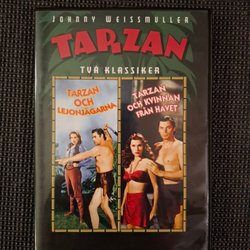 JOHNNY WEISSMULLER
TARZAN
TVÅ KLASSIKER
TARZAN
OCH
LEJONJÄGARNA
TARZAN
OCH KVINNAN
FRÅN HAVET